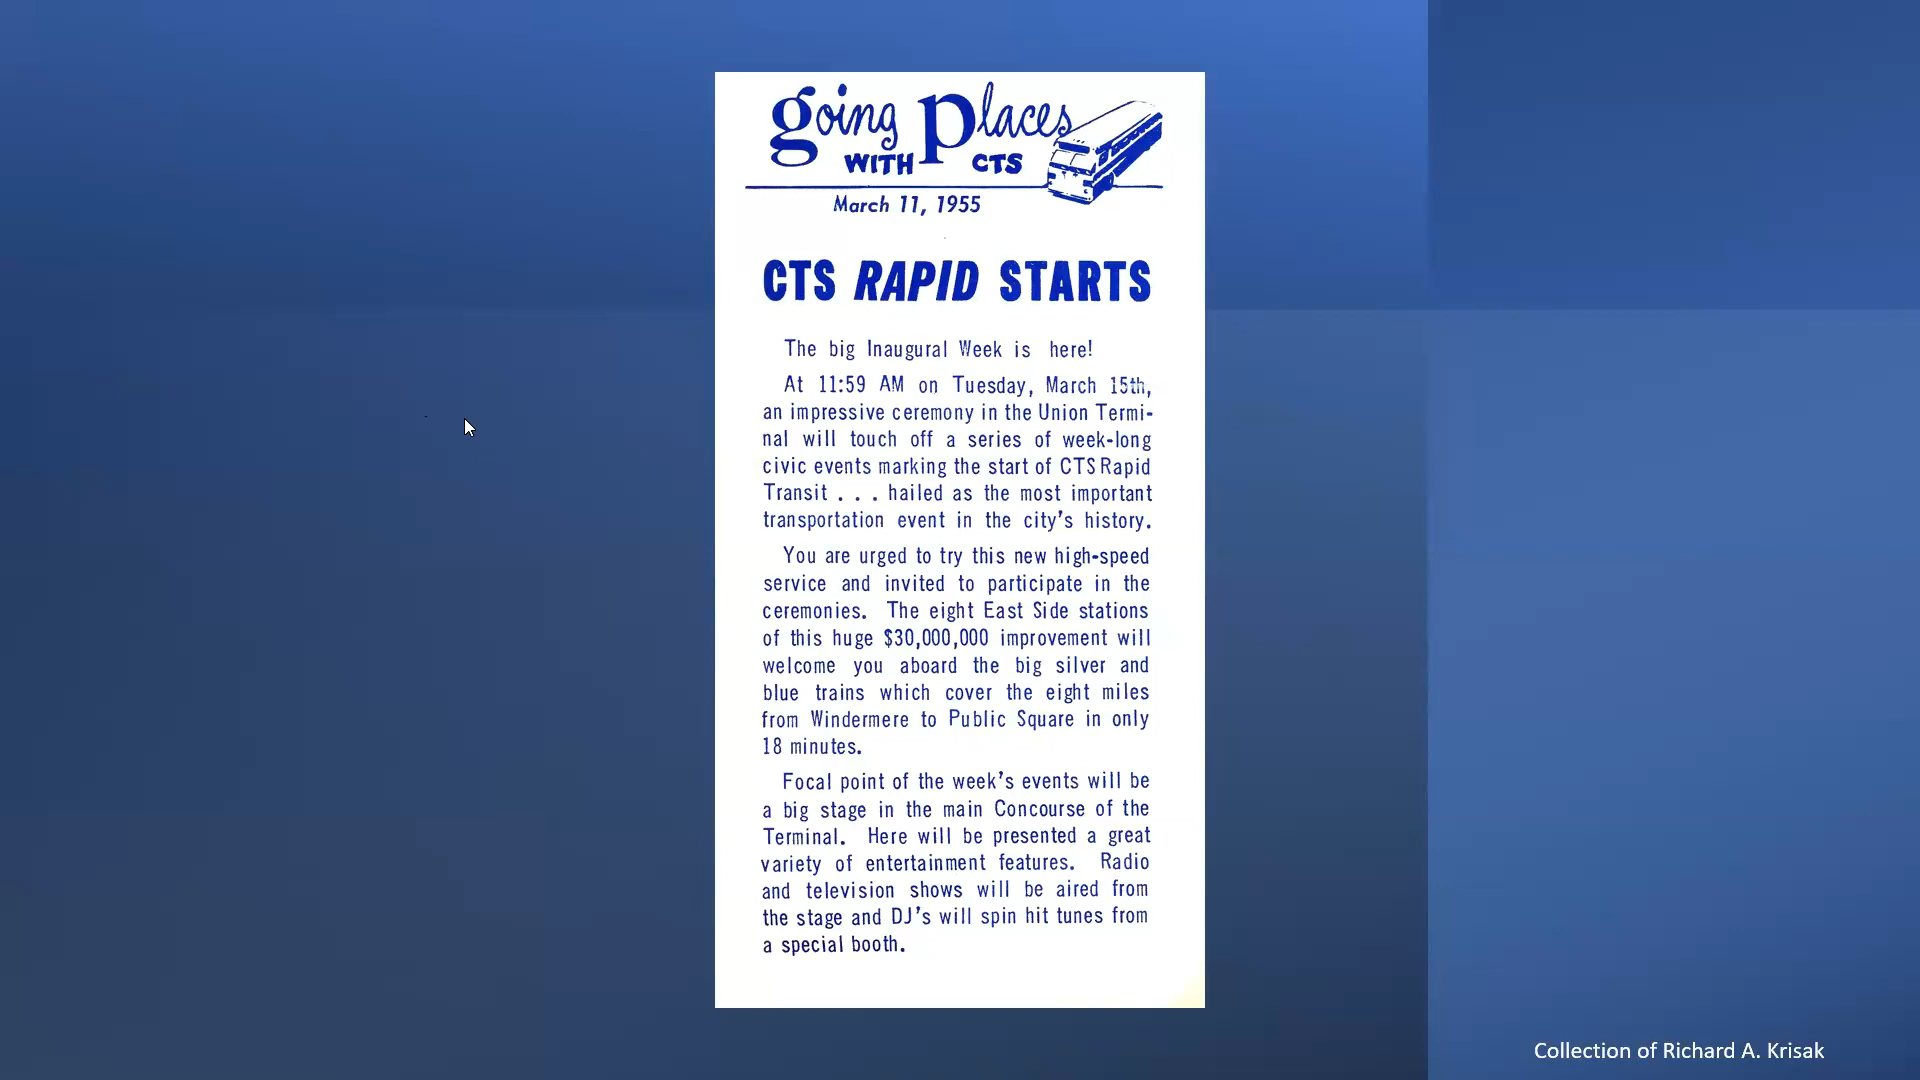 going places
WITH CTS
March 11, 1955
CTS RAPID STARTS
The big Inaugural Week is here!
At 11:59 AM on Tuesday, March 15th,
an impressive ceremony in the Union Termi-
nal will touch off a series of week-long
civic events marking the start of CTS Rapid
Transit . . . hailed as the most important
transportation event in the city's history.
You are urged to try this new high-speed
service and invited to participate in the
ceremonies. The eight East Side stations
of this huge $30,000,000 improvement will
welcome you aboard the big silver and
blue trains which cover the eight miles
from Windermere to Public Square in only
18 minutes.
Focal point of the week's events will be
a big stage in the main Concourse of the
Terminal. Here will be presented a great
variety of entertainment features. Radio
and television shows will be aired from
the stage and DJ's will spin hit tunes from
a special booth.
Collection of Richard A. Krisak